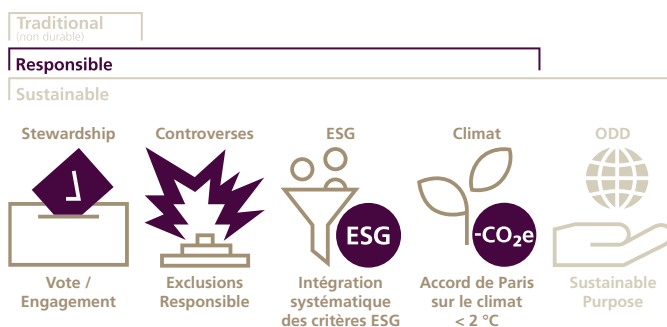 Traditional
(non durable)
Responsible
Sustainable
Stewardship
Controverses
ESG
Climat
ODD
ESG
-CO₂e
Vote /
Engagement
Exclusions
Responsible
Intégration
systématique
des critères ESG
Accord de Paris
sur le climat
< 2 °C
Sustainable
Purpose